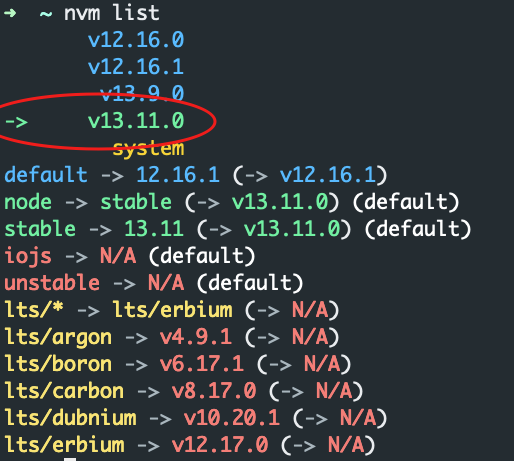 ➜  ~ nvm list
       v12.16.0
       v12.16.1
        v13.9.0
->     v13.11.0
         system
default -> 12.16.1 (-> v12.16.1)
node -> stable (-> v13.11.0) (default)
stable -> 13.11 (-> v13.11.0) (default)
iojs -> N/A (default)
unstable -> N/A (default)
lts/* -> lts/erbium (-> N/A)
lts/argon -> v4.9.1 (-> N/A)
lts/boron -> v6.17.1 (-> N/A)
lts/carbon -> v8.17.0 (-> N/A)
lts/dubnium -> v10.20.1 (-> N/A)
lts/erbium -> v12.17.0 (-> N/A)